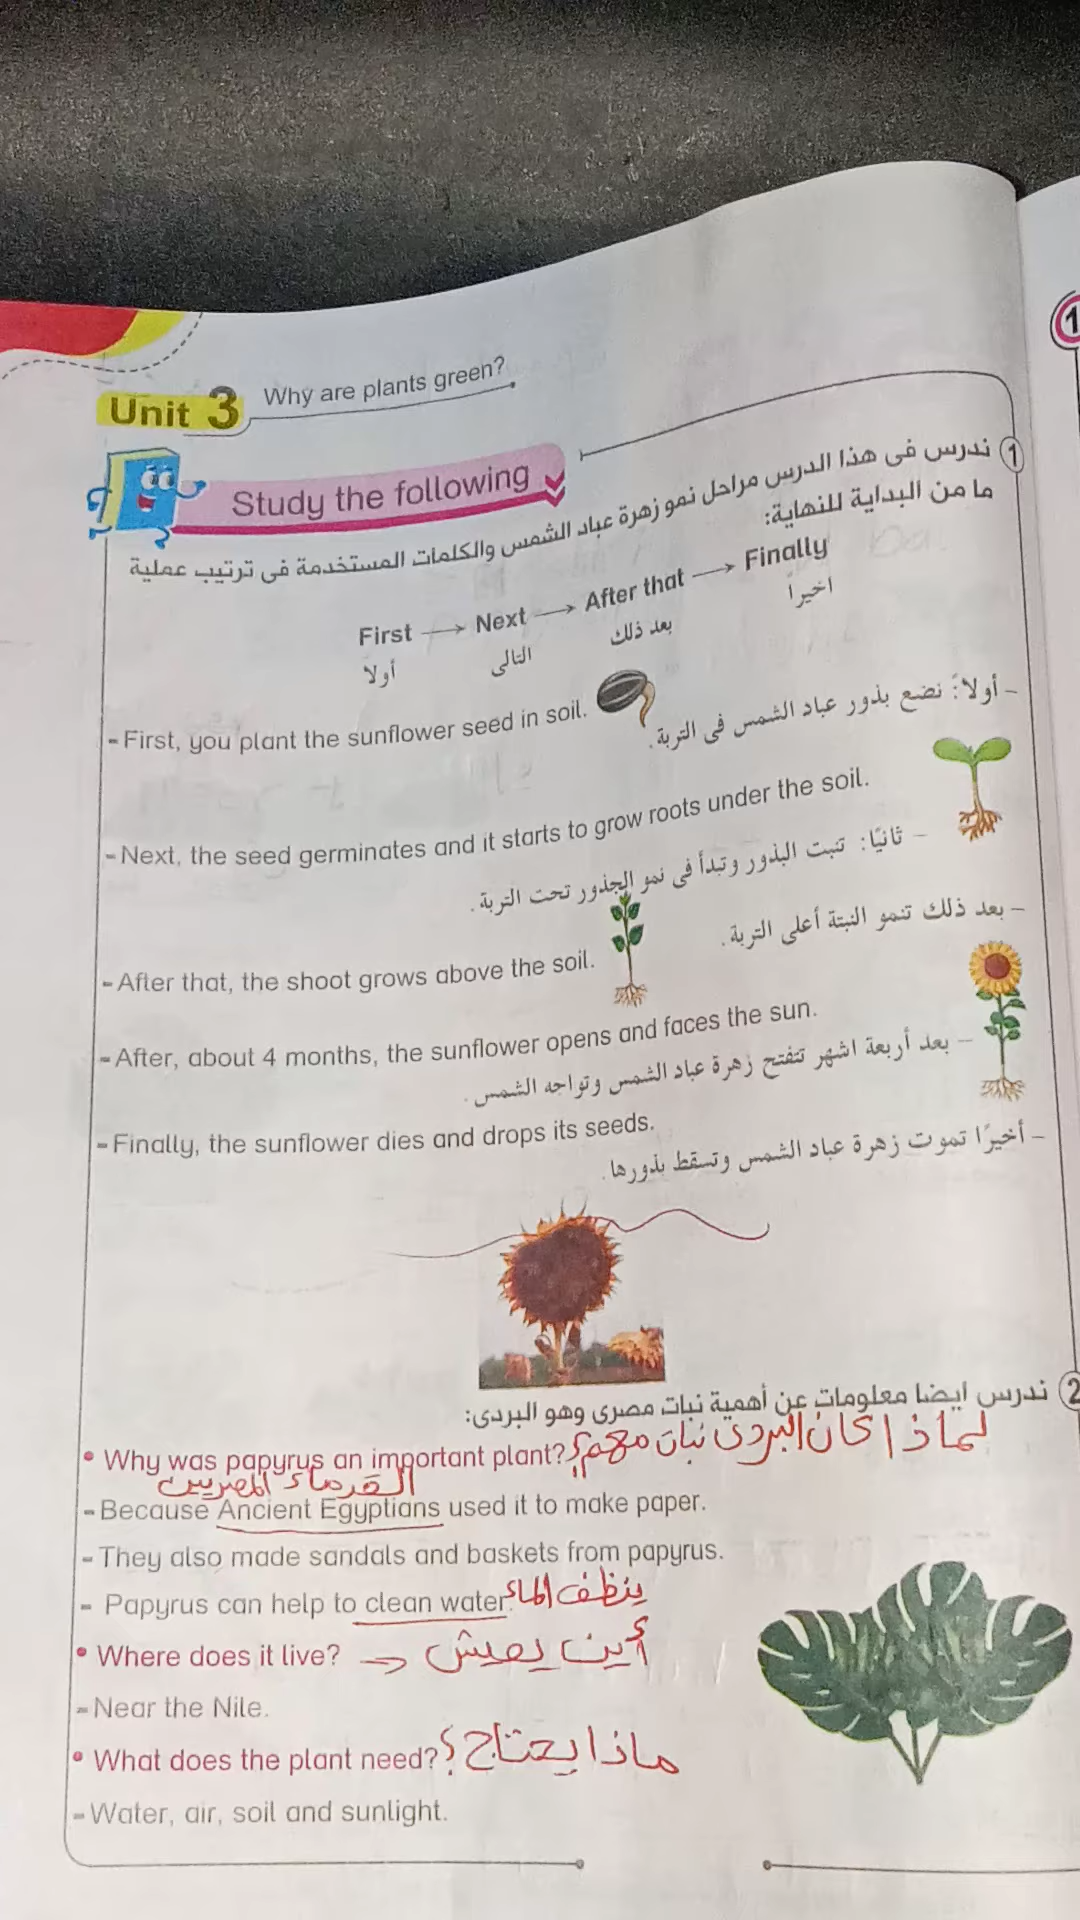 Unit 3 Why are plants green?
Study the following
1 ندرس فى هذا الدرس مراحل نمو زهرة عباد الشمس والكلمات المستخدمة فى ترتيب عملية
ما من البداية للنهاية:
First → Next → After that → Finally
أولاً التالى بعد ذلك اخيراً
- First, you plant the sunflower seed in soil.
- أولاً: نضع بذور عباد الشمس فى التربة.
- Next, the seed germinates and it starts to grow roots under the soil.
- ثانيًا: تنبت البذور وتبدأ فى نمو الجذور تحت التربة.
- After that, the shoot grows above the soil.
- بعد ذلك تنمو النبتة أعلى التربة.
- After, about 4 months, the sunflower opens and faces the sun.
- بعد أربعة اشهر تتفتح زهرة عباد الشمس وتواجه الشمس.
- Finally, the sunflower dies and drops its seeds.
- أخيرًا تموت زهرة عباد الشمس وتسقط بذورها.
2 ندرس ايضا معلومات عن أهمية نبات مصرى وهو البردى:
• Why was papyrus an important plant? لماذا كان البردى نبات مهم؟
القدماء المصريين
- Because Ancient Egyptians used it to make paper.
- They also made sandals and baskets from papyrus.
- Papyrus can help to clean water. ينظف الماء
• Where does it live? → أين يعيش
- Near the Nile.
• What does the plant need? ماذا يحتاج؟
- Water, air, soil and sunlight.
1